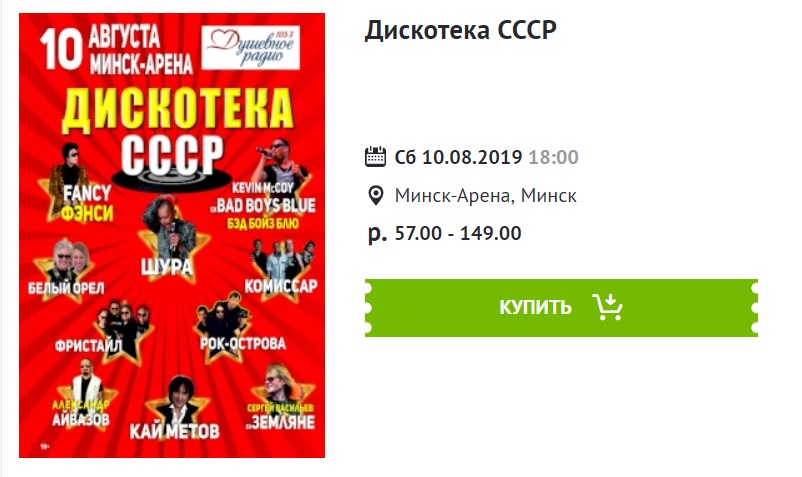 10 АВГУСТА
МИНСК-АРЕНА
105.7
Душевное
радио
ДИСКОТЕКА
СССР
FANCY
ФЭНСИ
KEVIN McCOY
ex BAD BOYS BLUE
БЭД БОЙЗ БЛЮ
ШУРА
БЕЛЫЙ ОРЕЛ
КОМИССАР
ФРИСТАЙЛ
РОК-ОСТРОВА
АЛЕКСАНДР
АЙВАЗОВ
КАЙ МЕТОВ
СЕРГЕЙ ВАСИЛЬЕВ
ех ЗЕМЛЯНЕ
Дискотека СССР
Сб 10.08.2019 18:00
Минск-Арена, Минск
р. 57.00 - 149.00
КУПИТЬ